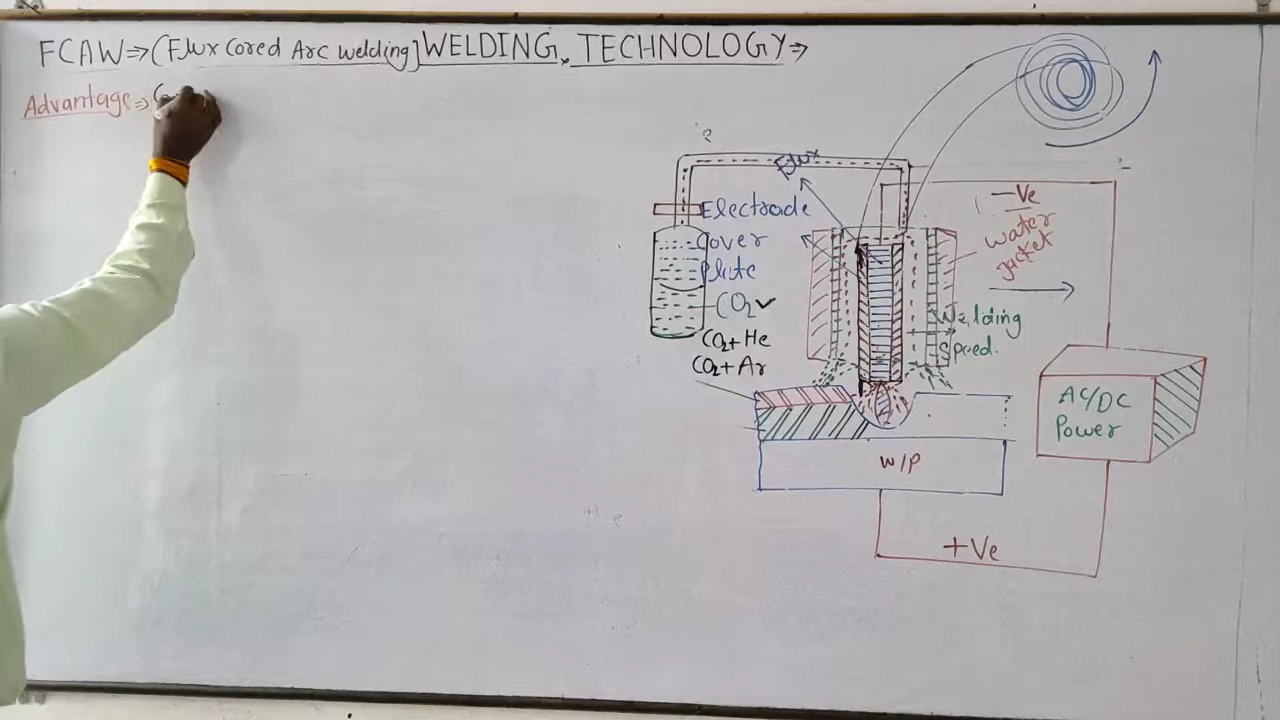 FCAW⇒(Flux Cored Arc welding] WELDING. TECHNOLOGY⇒
Advantage⇒
Flux
Electrode
Cover
plate
CO2
CO2+He
CO2+Ar
-Ve
Water
Jacket
Welding
Speed.
AC/DC
Power
W/P
+Ve